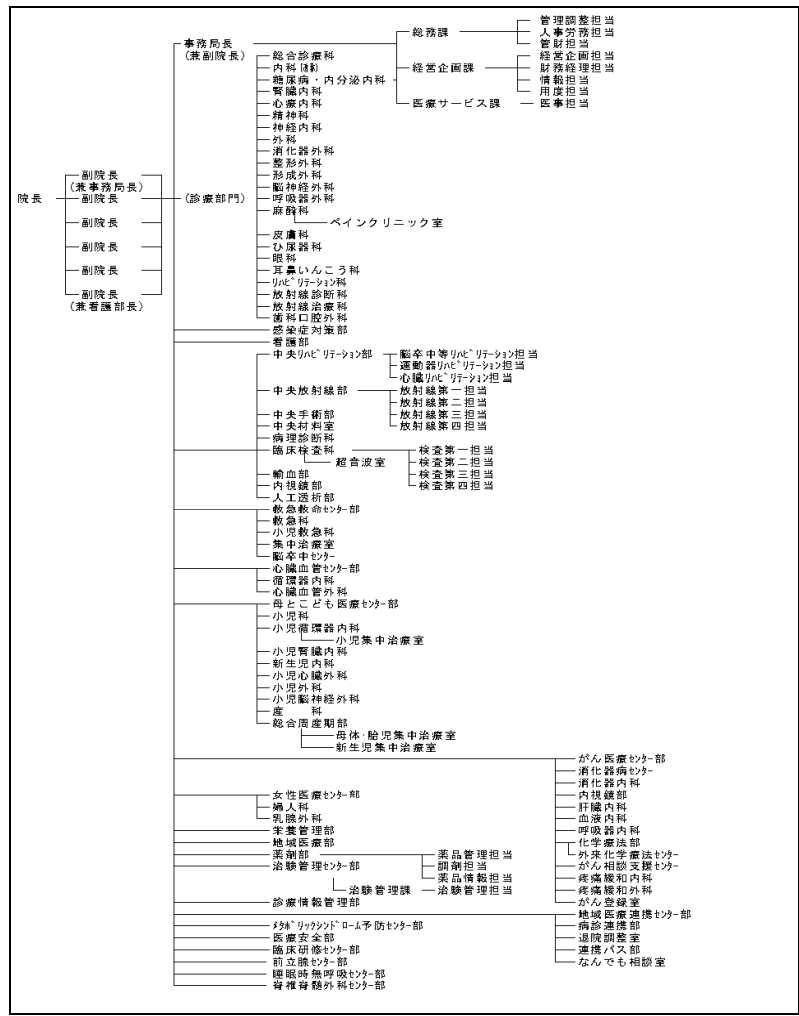 管理調整担当
総務課
人事労務担当
事務局長
管財担当
(兼副院長)
総合診療科
経営企画担当
内科
経営企画課
財務経理担当
糖尿病・内分泌内科
情報担当
腎臓内科
用度担当
心療内科
医療サービス課
医事担当
精神科
神経内科
外科
消化器外科
整形外科
副院長
形成外科
(兼事務局長)
脳神経外科
院長
副院長
(診療部門)
呼吸器外科
麻酔科
副院長
ペインクリニック室
皮膚科
副院長
ひ尿器科
眼科
副院長
耳鼻いんこう科
リハビリテーション科
副院長
放射線診断科
(兼看護部長)
放射線治療科
歯科口腔外科
感染症対策部
看護部
中央リハビリテーション部
脳卒中等リハビリテーション担当
運動器リハビリテーション担当
心臓リハビリテーション担当
中央放射線部
放射線第一担当
放射線第二担当
中央手術部
放射線第三担当
中央材料室
放射線第四担当
病理診断科
臨床検査科
検査第一担当
超音波室
検査第二担当
輸血部
検査第三担当
内視鏡部
検査第四担当
人工透析部
救急救命センター部
救急科
小児救急科
集中治療室
脳卒中センター
心臓血管センター部
循環器内科
心臓血管外科
母とこども医療センター部
小児科
小児循環器内科
小児集中治療室
小児腎臓内科
新生児内科
小児心臓外科
小児外科
小児脳神経外科
産　科
総合周産期部
母体・胎児集中治療室
新生児集中治療室
がん医療センター部
消化器病センター
消化器内科
女性医療センター部
内視鏡部
婦人科
肝臓内科
乳腺外科
血液内科
栄養管理部
呼吸器内科
地域医療部
化学療法部
薬剤部
薬品管理担当
外来化学療法センター
治験管理センター部
調剤担当
がん相談支援センター
薬品情報担当
疼痛緩和内科
治験管理課
治験管理担当
疼痛緩和外科
診療情報管理部
がん登録室
地域医療連携センター部
メタボリックシンドローム予防センター部
病診連携部
医療安全部
退院調整室
臨床研修センター部
連携パス部
前立腺センター部
なんでも相談室
睡眠時無呼吸センター部
脊椎脊髄外科センター部